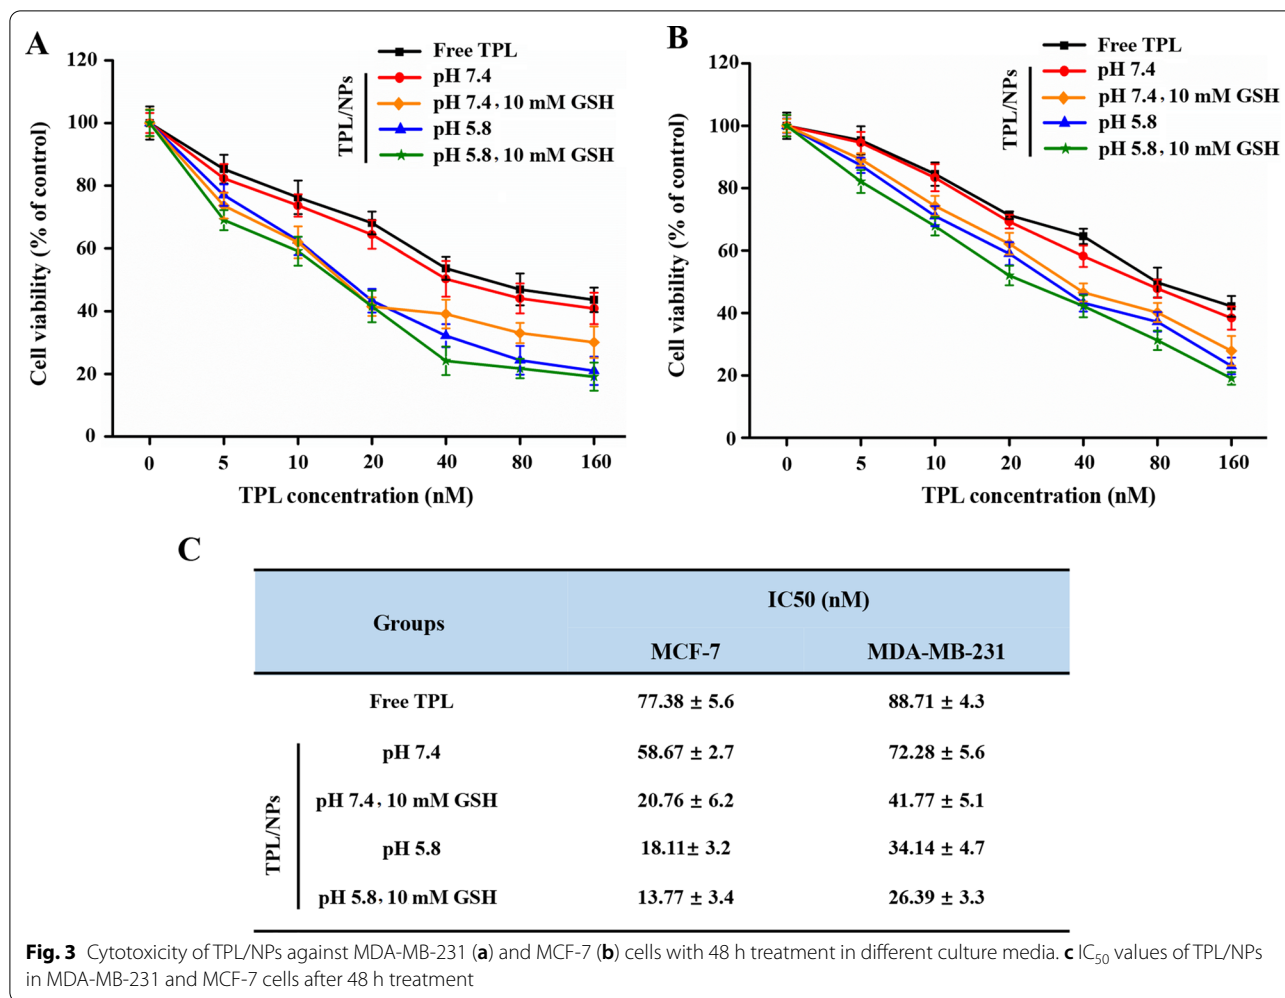 A
Free TPL
TPL/NPs
pH 7.4
pH 7.4, 10 mM GSH
pH 5.8
pH 5.8, 10 mM GSH
Cell viability (% of control)
120
100
80
60
40
20
0
0 5 10 20 40 80 160
TPL concentration (nM)
B
Free TPL
TPL/NPs
pH 7.4
pH 7.4, 10 mM GSH
pH 5.8
pH 5.8, 10 mM GSH
Cell viability (% of control)
120
100
80
60
40
20
0
0 5 10 20 40 80 160
TPL concentration (nM)
C
Groups IC50 (nM)
MCF-7 MDA-MB-231
Free TPL 77.38 ± 5.6 88.71 ± 4.3
TPL/NPs
pH 7.4 58.67 ± 2.7 72.28 ± 5.6
pH 7.4, 10 mM GSH 20.76 ± 6.2 41.77 ± 5.1
pH 5.8 18.11± 3.2 34.14 ± 4.7
pH 5.8, 10 mM GSH 13.77 ± 3.4 26.39 ± 3.3
Fig. 3 Cytotoxicity of TPL/NPs against MDA-MB-231 (a) and MCF-7 (b) cells with 48 h treatment in different culture media. c IC50 values of TPL/NPs
in MDA-MB-231 and MCF-7 cells after 48 h treatment